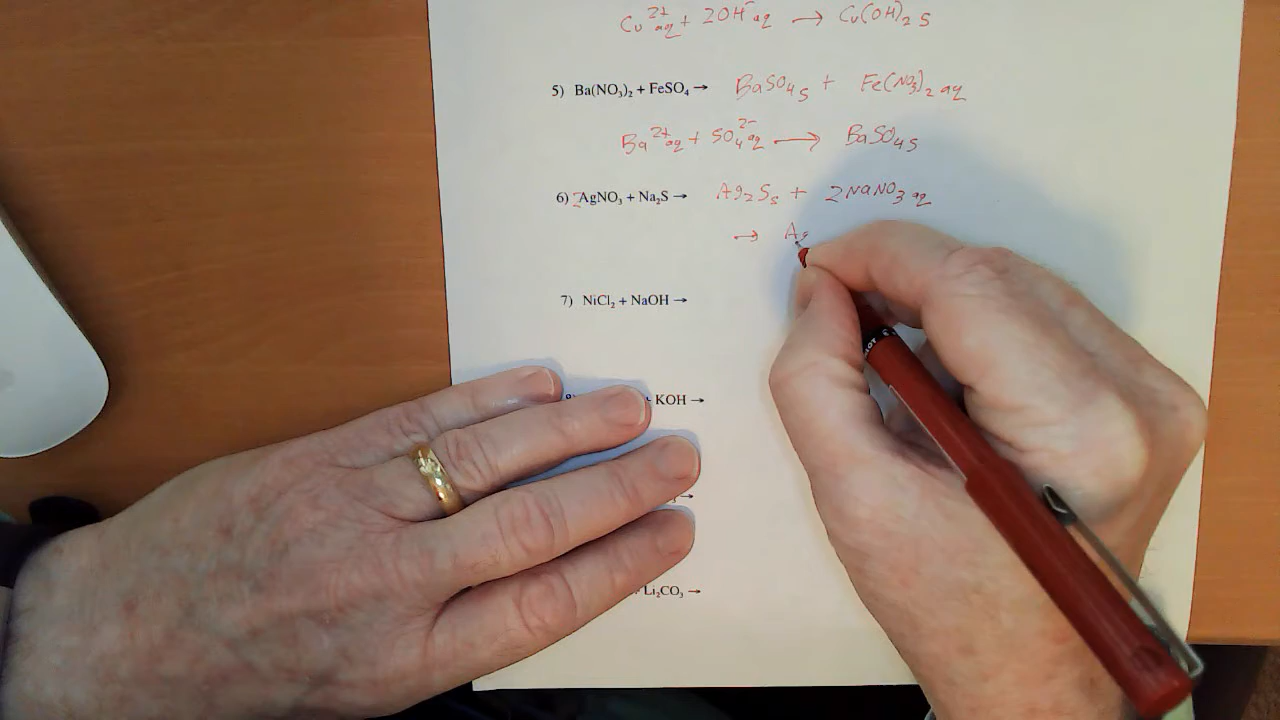 Cu²⁺aq + 2OH⁻aq → Cu(OH)₂ s
5) Ba(NO₃)₂ + FeSO₄ → BaSO₄ s + Fe(NO₃)₂ aq
Ba²⁺aq + SO₄²⁻aq → BaSO₄ s
6) 2AgNO₃ + Na₂S → Ag₂S s + 2NaNO₃ aq
→ Ag
7) NiCl₂ + NaOH →
+ KOH →
→
Li₂CO₃ →